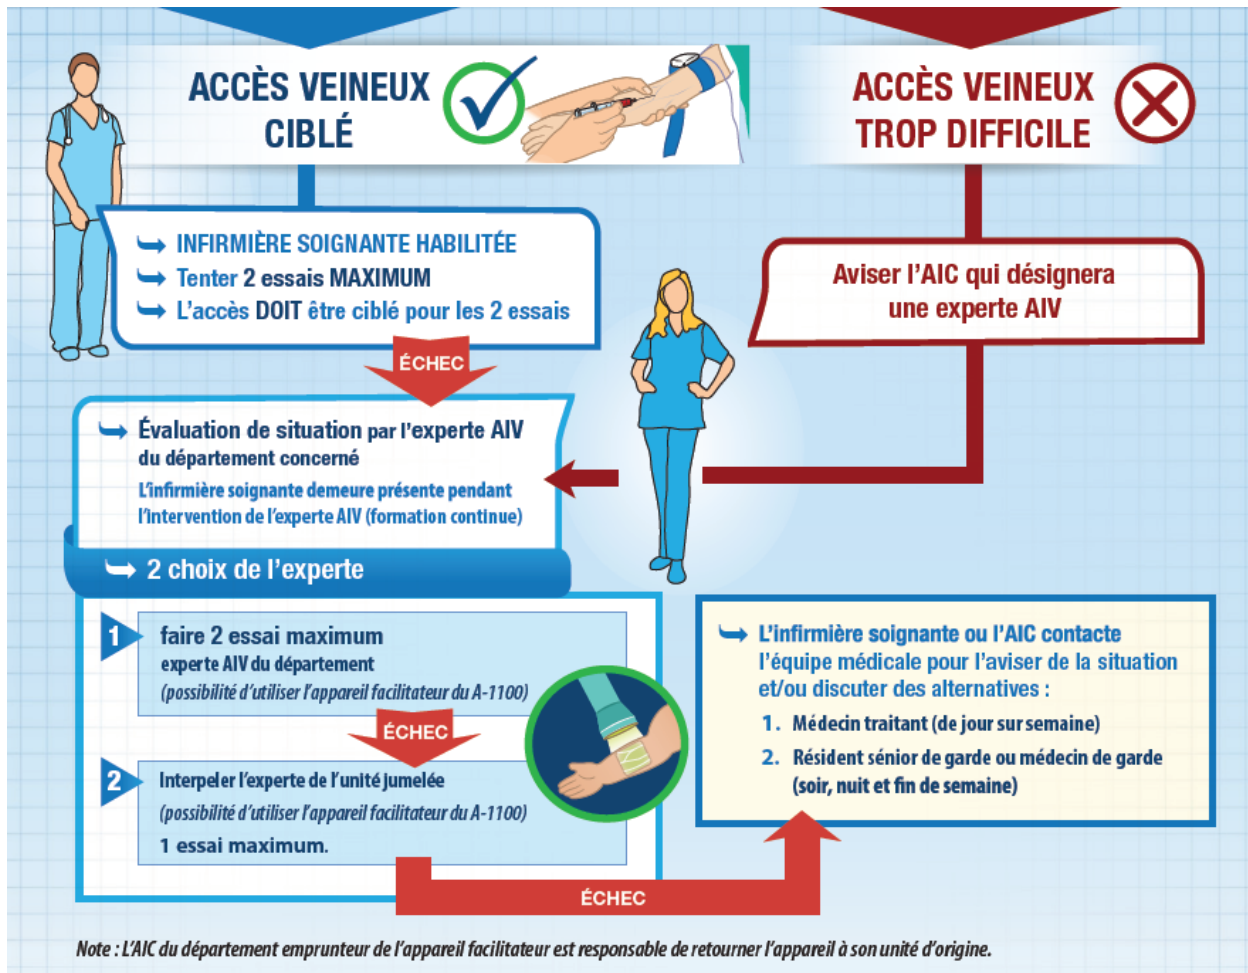 ACCÈS VEINEUX
CIBLÉ
ACCÈS VEINEUX
TROP DIFFICILE
INFIRMIÈRE SOIGNANTE HABILITÉE
Tenter 2 essais MAXIMUM
L'accès DOIT être ciblé pour les 2 essais
Aviser l'AIC qui désignera
une experte AIV
ÉCHEC
Évaluation de situation par l'experte AIV
du département concerné
L'infirmière soignante demeure présente pendant
l'intervention de l'experte AIV (formation continue)
2 choix de l'experte
1
faire 2 essai maximum
experte AIV du département
(possibilité d'utiliser l'appareil facilitateur du A-1100)
ÉCHEC
2
Interpeler l'experte de l'unité jumelée
(possibilité d'utiliser l'appareil facilitateur du A-1100)
1 essai maximum.
ÉCHEC
L'infirmière soignante ou l'AIC contacte
l'équipe médicale pour l'aviser de la situation
et/ou discuter des alternatives :
1. Médecin traitant (de jour sur semaine)
2. Résident sénior de garde ou médecin de garde
(soir, nuit et fin de semaine)
Note : L'AIC du département emprunteur de l'appareil facilitateur est responsable de retourner l'appareil à son unité d'origine.